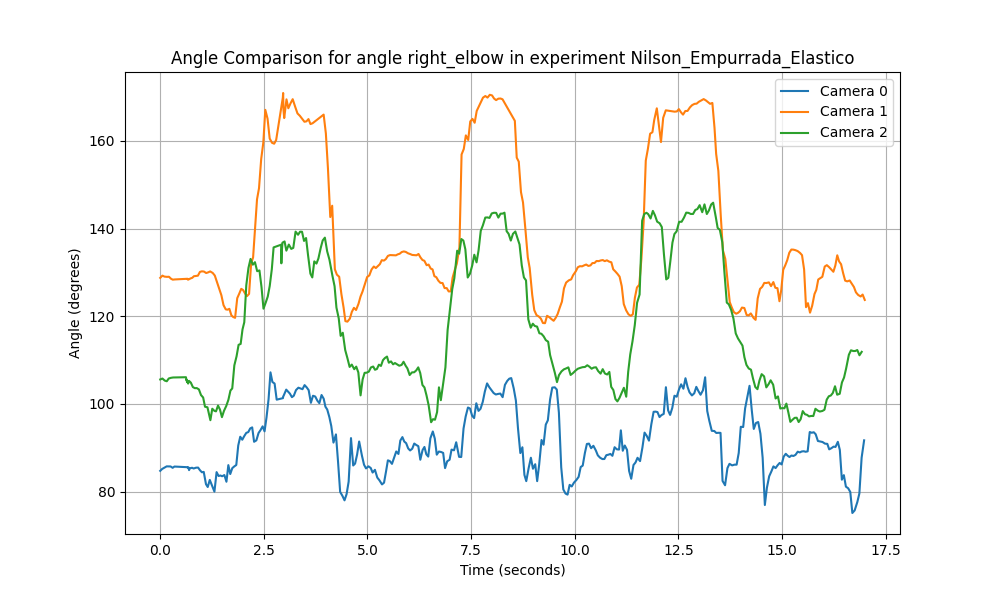 Angle Comparison for angle right_elbow in experiment Nilson_Empurrada_Elastico
Camera 0
Camera 1
Camera 2
Angle (degrees)
160
140
120
100
80
0.0 2.5 5.0 7.5 10.0 12.5 15.0 17.5
Time (seconds)